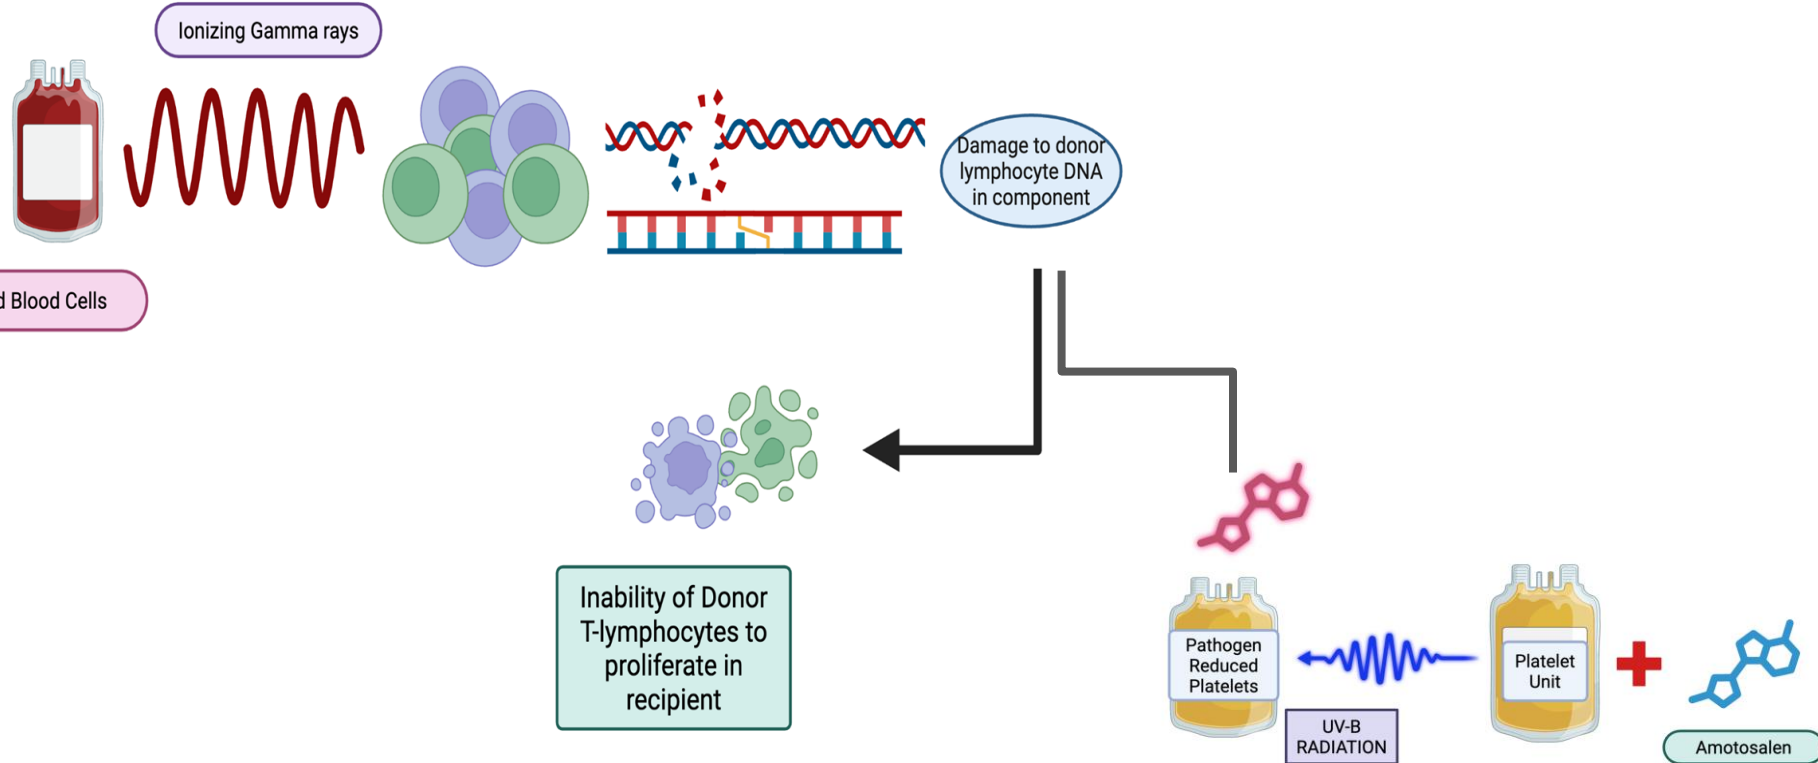 Ionizing Gamma rays
d Blood Cells
Damage to donor
lymphocyte DNA
in component
Inability of Donor
T-lymphocytes to
proliferate in
recipient
Pathogen
Reduced
Platelets
UV-B
RADIATION
Platelet
Unit
Amotosalen